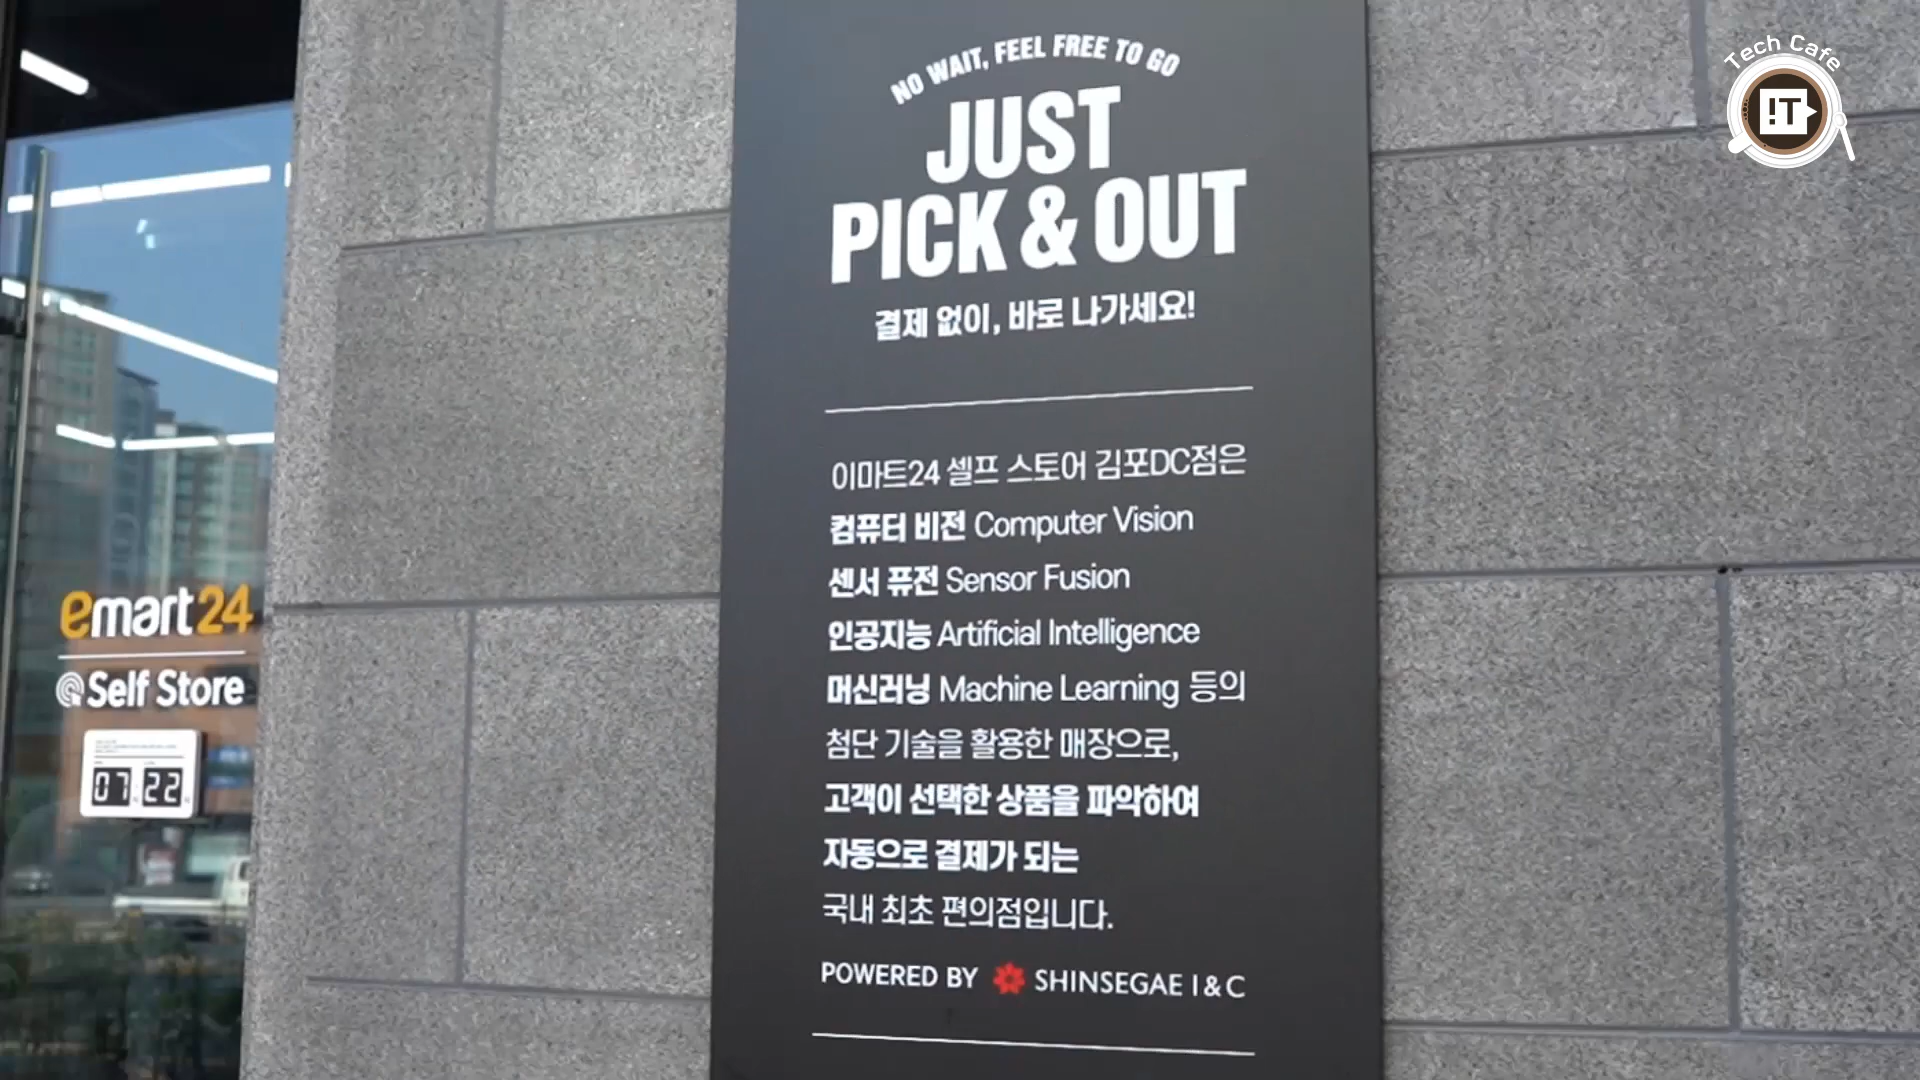 NO WAIT, FEEL FREE TO GO
JUST
PICK & OUT
결제 없이, 바로 나가세요!
이마트24 셀프 스토어 김포DC점은
컴퓨터 비전 Computer Vision
센서 퓨전 Sensor Fusion
인공지능 Artificial Intelligence
머신러닝 Machine Learning 등의
첨단 기술을 활용한 매장으로,
고객이 선택한 상품을 파악하여
자동으로 결제가 되는
국내 최초 편의점입니다.
POWERED BY SHINSEGAE I & C
emart24
Self Store
07 22
Tech Cafe
!T